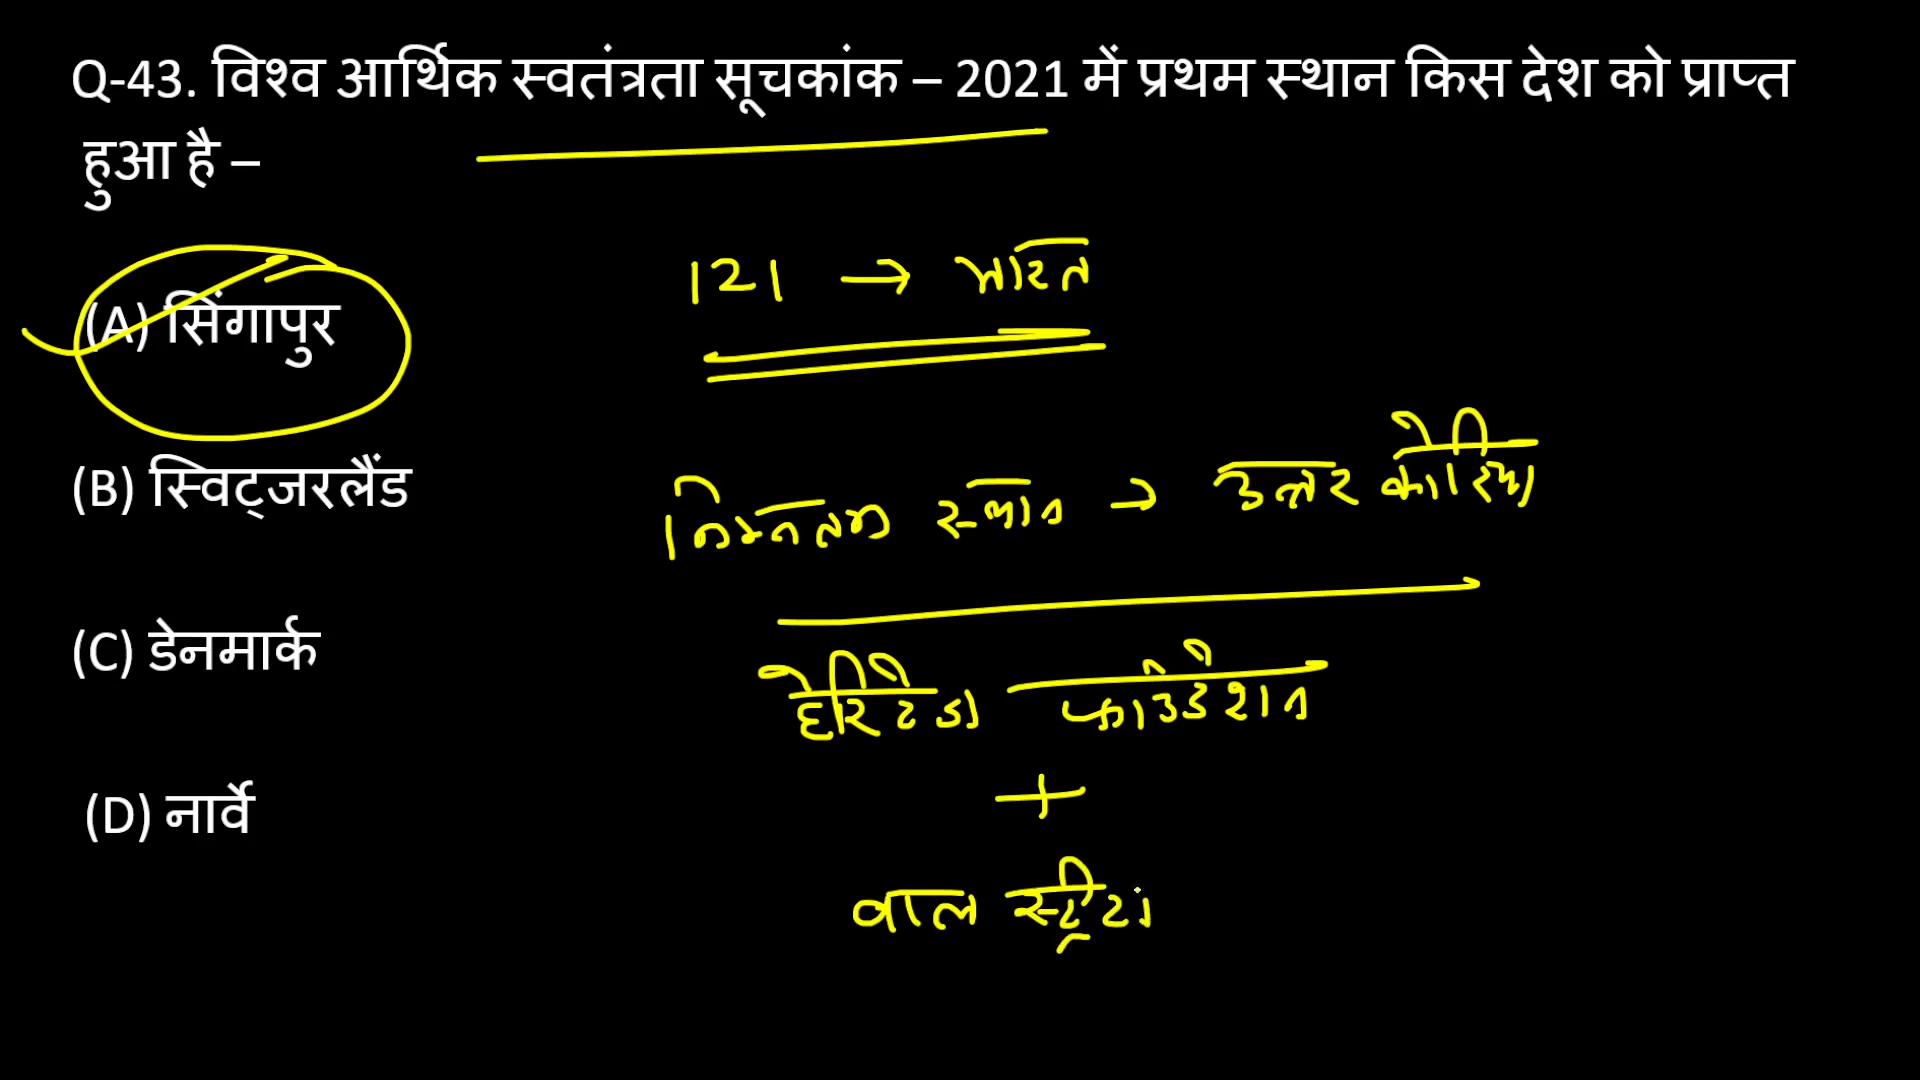 Q-43. विश्व आर्थिक स्वतंत्रता सूचकांक – 2021 में प्रथम स्थान किस देश को प्राप्त
हुआ है –
121 → भारत
(A) सिंगापुर
(B) स्विट्जरलैंड
निम्नतम स्थान → उत्तर कोरिया
(C) डेनमार्क
हेरिटेज फाउंडेशन
+
(D) नार्वे
वाल स्ट्रीट